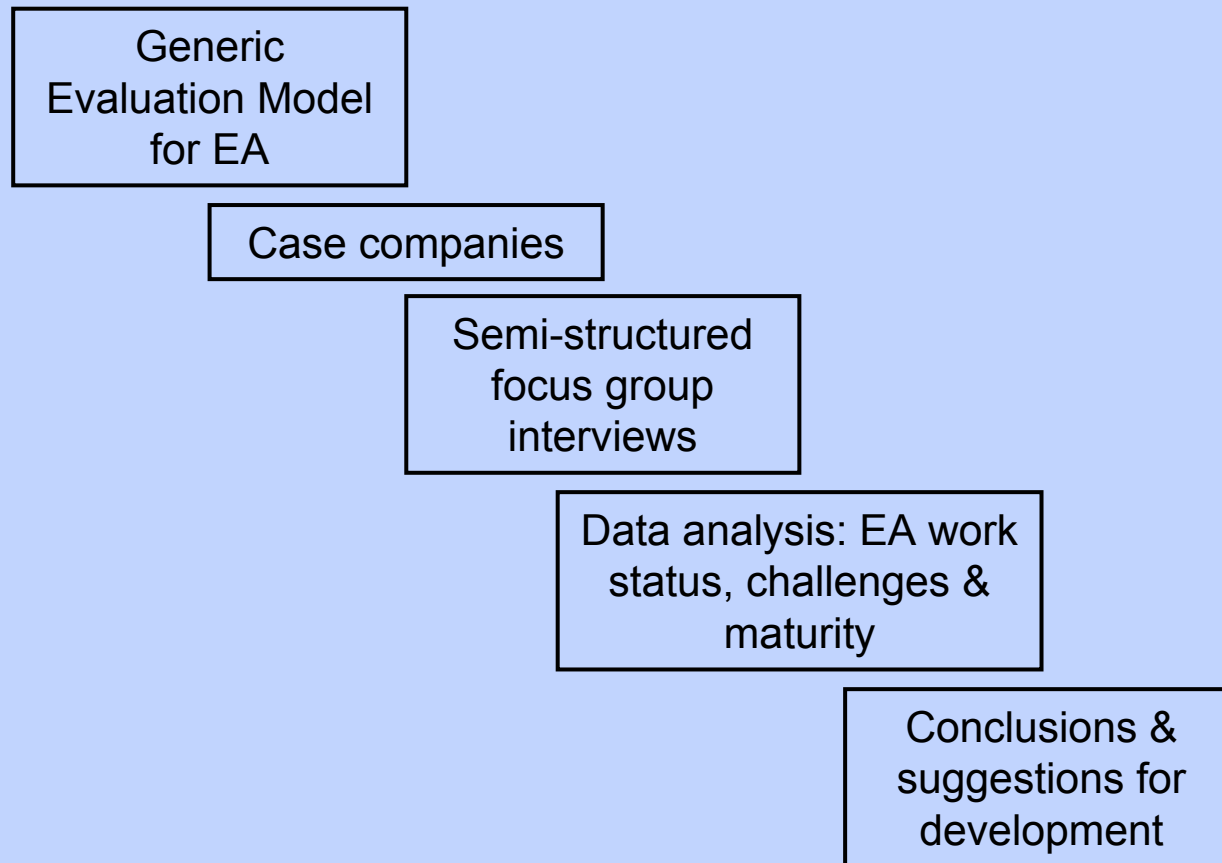 Generic
Evaluation Model
for EA
Case companies
Semi-structured
focus group
interviews
Data analysis: EA work
status, challenges &
maturity
Conclusions &
suggestions for
development